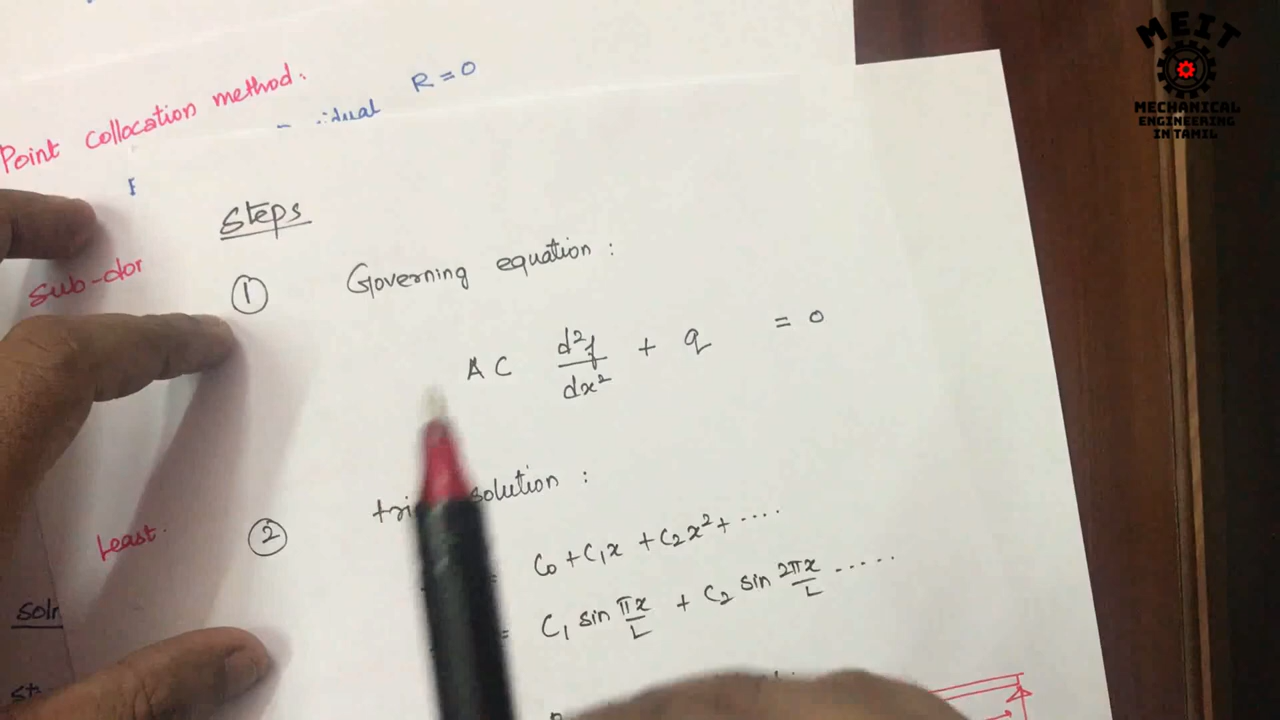 MEIT
MECHANICAL
ENGINEERING
IN TAMIL
Point collocation method:
R = 0
Steps
① Governing equation :
A C d²f/dx² + q = 0
② solution :
= C₀ + C₁x + C₂x² + ....
= C₁ sin πx/L + C₂ sin 2πx/L .....
Sub-dor
Least.
Soln